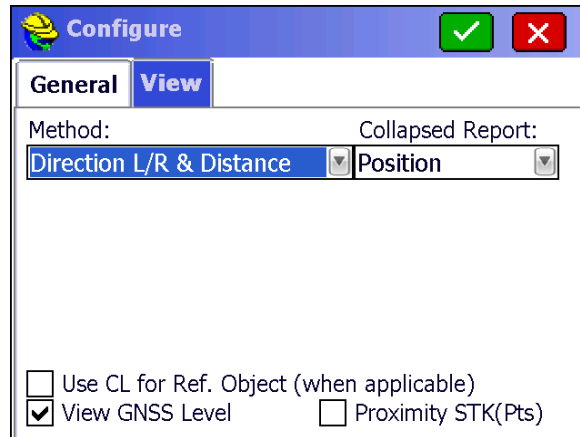 Configure
General View
Method: Collapsed Report:
Direction L/R & Distance Position
Use CL for Ref. Object (when applicable)
View GNSS Level Proximity STK(Pts)